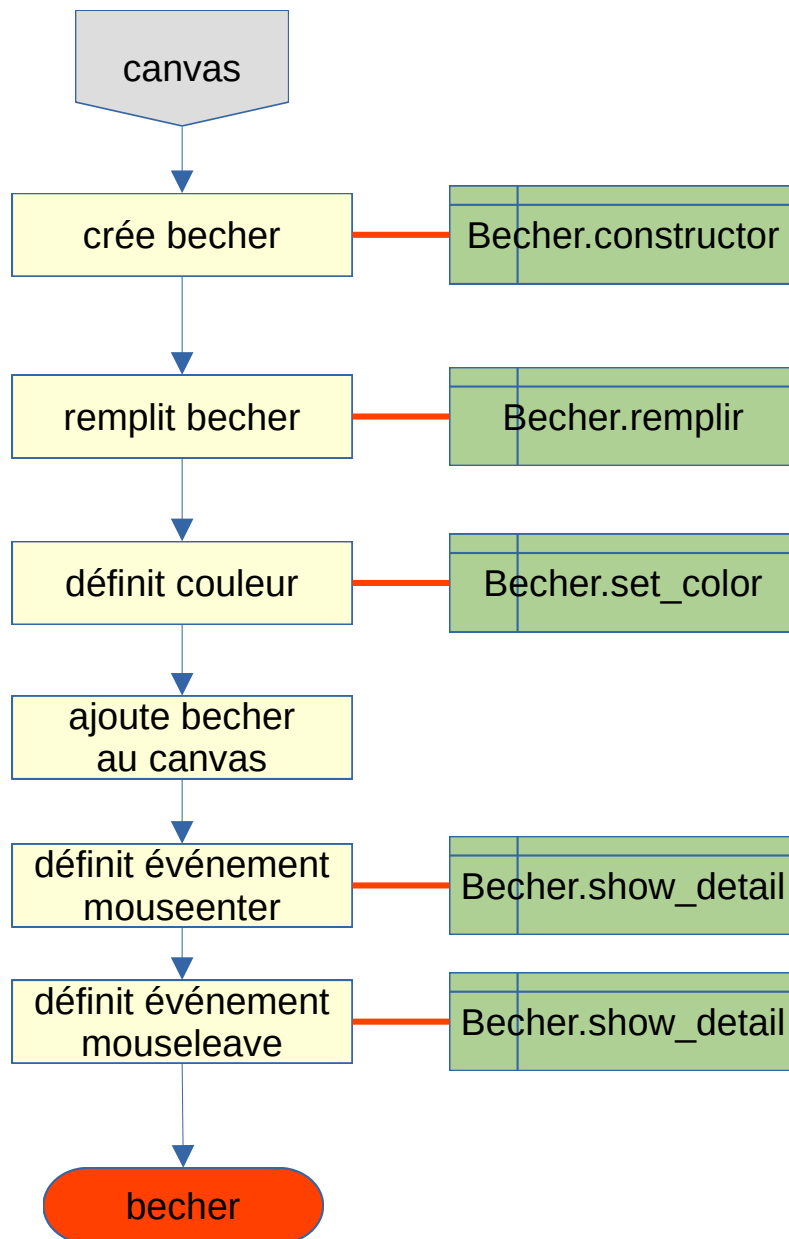 canvas
crée becher
Becher.constructor
remplit becher
Becher.remplir
définit couleur
Becher.set_color
ajoute becher
au canvas
définit événement
mouseenter
Becher.show_detail
définit événement
mouseleave
Becher.show_detail
becher